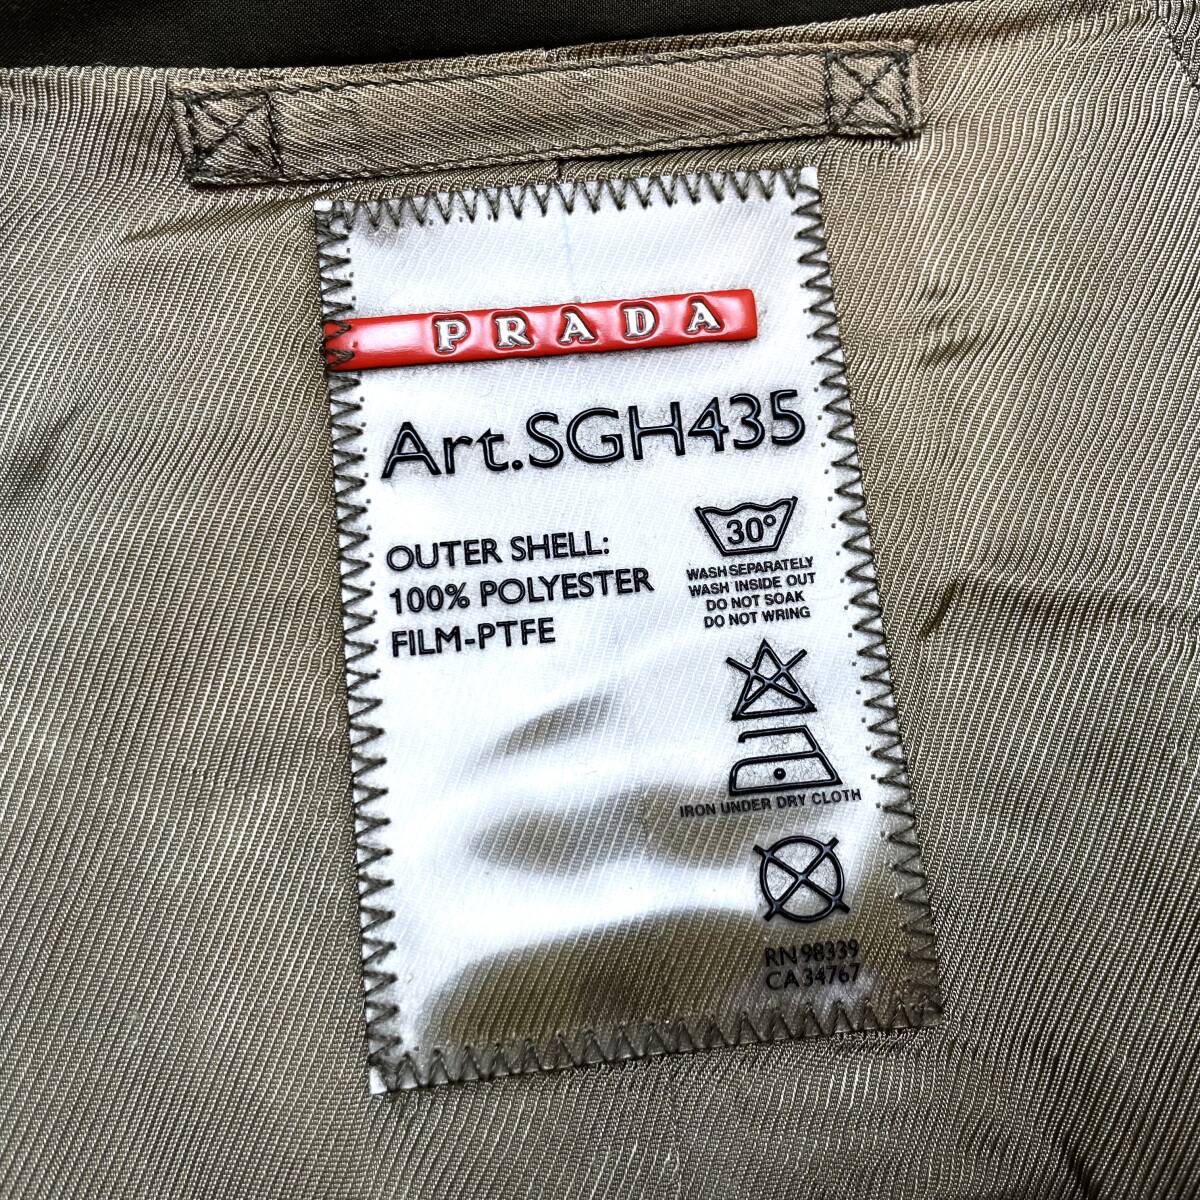 PRADA
Art.SGH435
OUTER SHELL:
100% POLYESTER
FILM-PTFE
30°
WASH SEPARATELY
WASH INSIDE OUT
DO NOT SOAK
DO NOT WRING
IRON UNDER DRY CLOTH
RN 98339
CA 34767